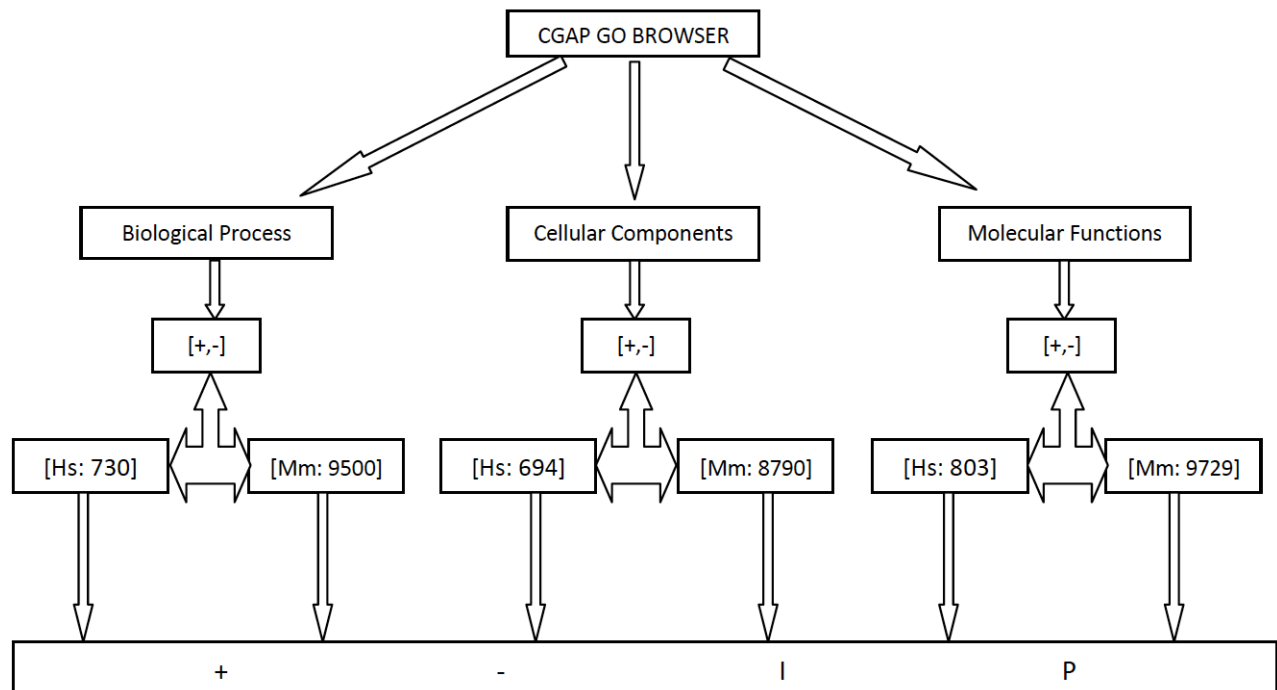 CGAP GO BROWSER
Biological Process
Cellular Components
Molecular Functions
[+,-]
[+,-]
[+,-]
[Hs: 730]
[Mm: 9500]
[Hs: 694]
[Mm: 8790]
[Hs: 803]
[Mm: 9729]
+ - I P